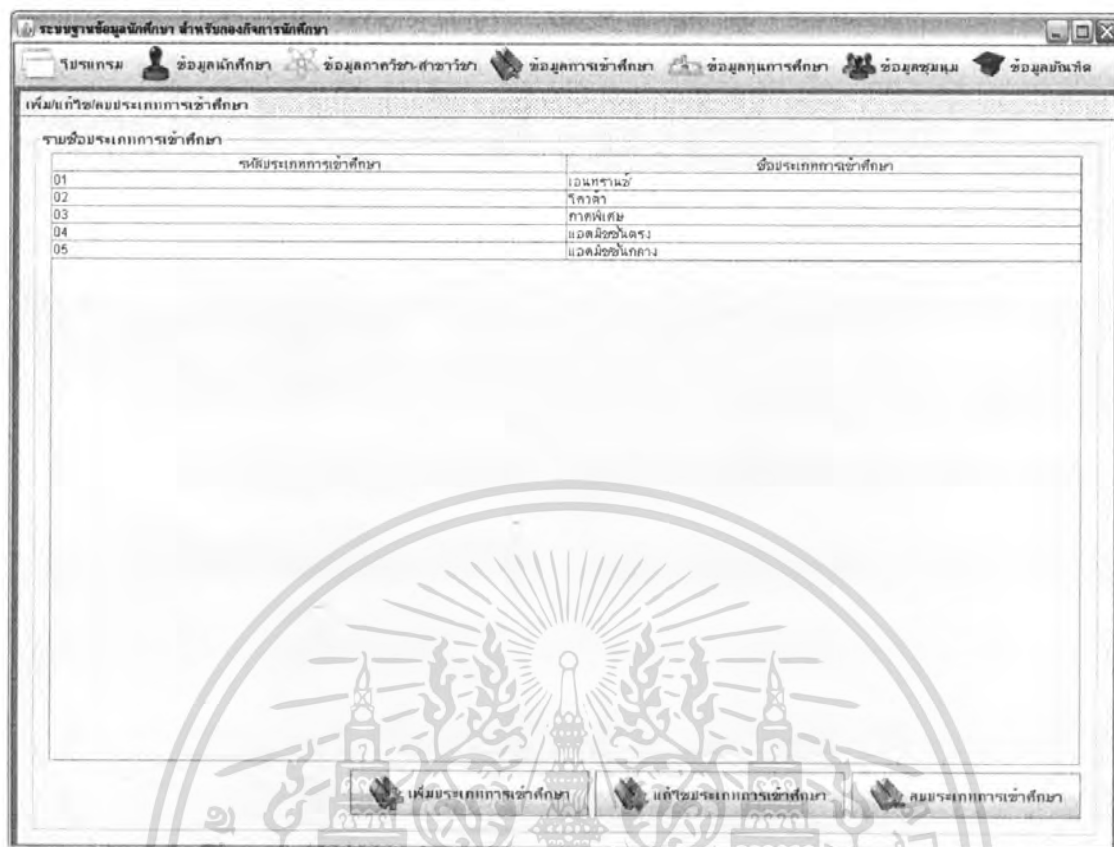 ระบบฐานข้อมูลนักศึกษา สำหรับกองกิจการนักศึกษา
โปรแกรม ข้อมูลนักศึกษา ข้อมูลภาควิชา-สาขาวิชา ข้อมูลการเข้าศึกษา ข้อมูลทุนการศึกษา ข้อมูลชุมนุม ข้อมูลบัณฑิต
เพิ่ม/แก้ไข/ลบประเภทการเข้าศึกษา
รายชื่อประเภทการเข้าศึกษา
รหัสประเภทการเข้าศึกษา ชื่อประเภทการเข้าศึกษา
01 เอนทรานซ์
02 โควต้า
03 ภาคพิเศษ
04 แอดมิชชันตรง
05 แอดมิชชันกลาง
เพิ่มประเภทการเข้าศึกษา แก้ไขประเภทการเข้าศึกษา ลบประเภทการเข้าศึกษา